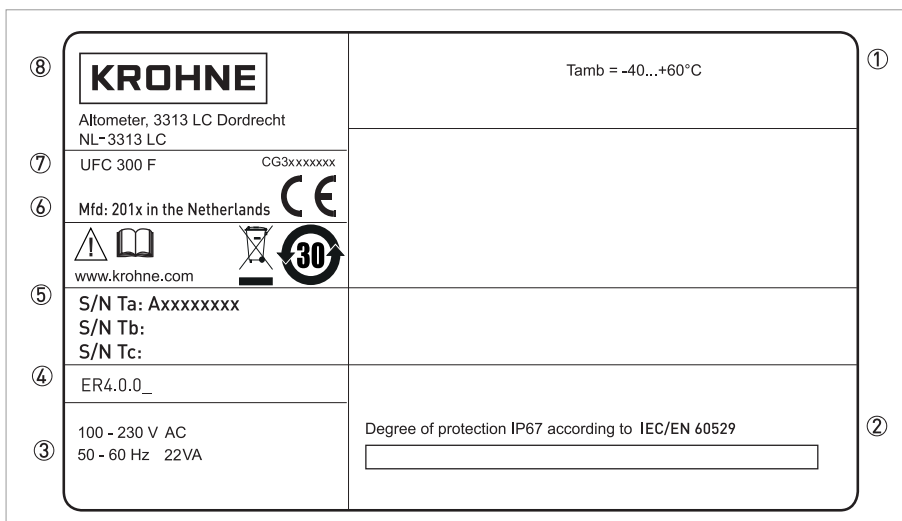 ⑧
KROHNE
Altometer, 3313 LC Dordrecht
NL-3313 LC
⑦
UFC 300 F CG3xxxxxxx
CE
⑥
Mfd: 201x in the Netherlands
30
www.krohne.com
⑤
S/N Ta: Axxxxxxxx
S/N Tb:
S/N Tc:
④
ER4.0.0_
③
100 - 230 V AC
50 - 60 Hz 22VA
Tamb = -40...+60°C
①
Degree of protection IP67 according to IEC/EN 60529
②